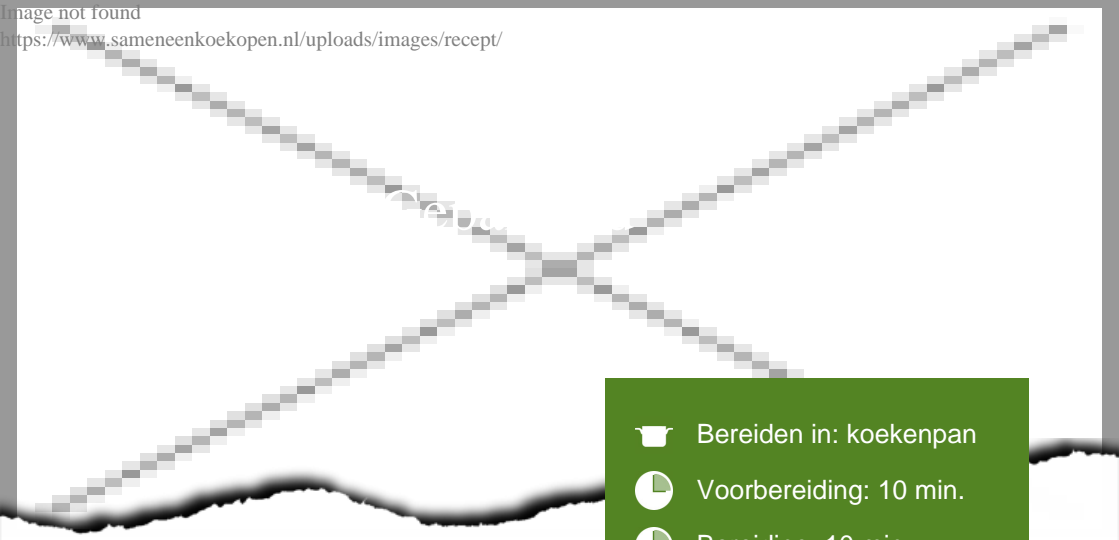 Image not found
https://www.sameneenkoekopen.nl/uploads/images/recept/
Bereiden in: koekenpan
Voorbereiding: 10 min.